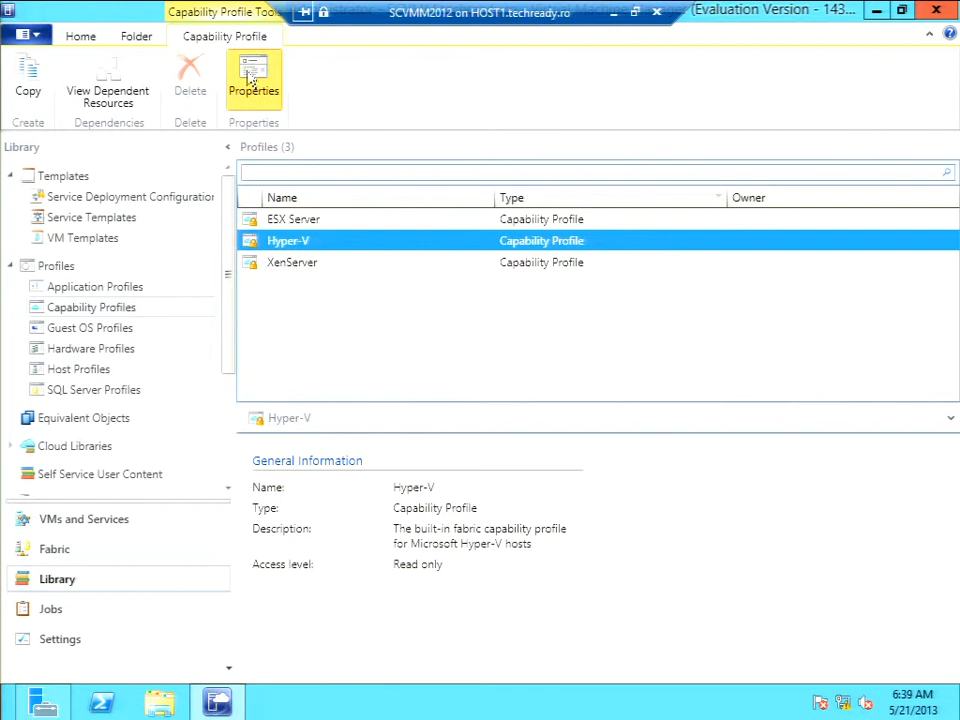 Capability Profile Tools
SCVMM2012 on HOST1.techready.ro
(Evaluation Version - 143...
Home
Folder
Capability Profile
Copy
View Dependent
Resources
Delete
Properties
Create
Dependencies
Delete
Properties
Library
Profiles (3)
Templates
Service Deployment Configuration
Service Templates
VM Templates
Profiles
Application Profiles
Capability Profiles
Guest OS Profiles
Hardware Profiles
Host Profiles
SQL Server Profiles
Equivalent Objects
Cloud Libraries
Self Service User Content
VMs and Services
Fabric
Library
Jobs
Settings
Name
Type
Owner
ESX Server
Capability Profile
Hyper-V
Capability Profile
XenServer
Capability Profile
Hyper-V
General Information
Name:
Hyper-V
Type:
Capability Profile
Description:
The built-in fabric capability profile
for Microsoft Hyper-V hosts
Access level:
Read only
6:39 AM
5/21/2013